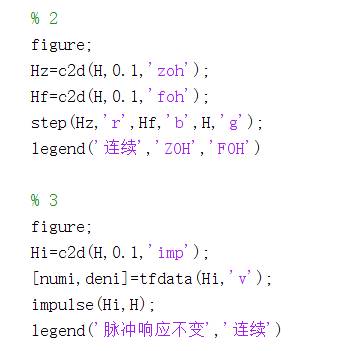 % 2
figure;
Hz=c2d(H,0.1,'zoh');
Hf=c2d(H,0.1,'foh');
step(Hz,'r',Hf,'b',H,'g');
legend('连续','ZOH','FOH')
% 3
figure;
Hi=c2d(H,0.1,'imp');
[numi,deni]=tfdata(Hi,'v');
impulse(Hi,H);
legend('脉冲响应不变','连续')